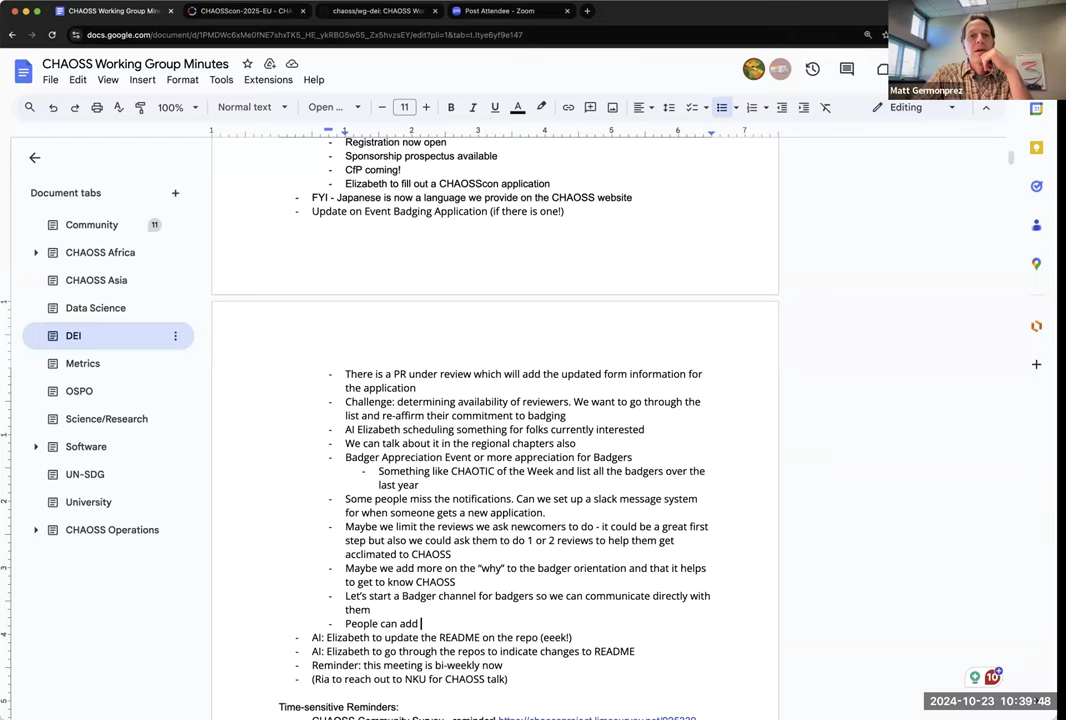 CHAOSS Working Group Min
CHAOSScon-2025-EU - CHA
chaoss/wg-dei: CHAOSS Wo
Post Attendee - Zoom
docs.google.com/document/d/1PMDWc6xMe0fNE7shxTK5_HE_ykRBG5w55_Zx5hvzsEY/edit?pli=1&tab=t.ltye6yf9e147
CHAOSS Working Group Minutes
File Edit View Insert Format Tools Extensions Help
100% Normal text Open ... 11 Editing
Matt Germonprez
1 1 2 3 4 5 6 7
Document tabs
Community 11
CHAOSS Africa
CHAOSS Asia
Data Science
DEI
Metrics
OSPO
Science/Research
Software
UN-SDG
University
CHAOSS Operations
- Registration now open
- Sponsorship prospectus available
- CfP coming!
- Elizabeth to fill out a CHAOSScon application
- FYI - Japanese is now a language we provide on the CHAOSS website
- Update on Event Badging Application (if there is one!)
- There is a PR under review which will add the updated form information for
the application
- Challenge: determining availability of reviewers. We want to go through the
list and re-affirm their commitment to badging
- AI Elizabeth scheduling something for folks currently interested
- We can talk about it in the regional chapters also
- Badger Appreciation Event or more appreciation for Badgers
- Something like CHAOTIC of the Week and list all the badgers over the
last year
- Some people miss the notifications. Can we set up a slack message system
for when someone gets a new application.
- Maybe we limit the reviews we ask newcomers to do - it could be a great first
step but also we could ask them to do 1 or 2 reviews to help them get
acclimated to CHAOSS
- Maybe we add more on the “why” to the badger orientation and that it helps
to get to know CHAOSS
- Let’s start a Badger channel for badgers so we can communicate directly with
them
- People can add
- AI: Elizabeth to update the README on the repo (eeek!)
- AI: Elizabeth to go through the repos to indicate changes to README
- Reminder: this meeting is bi-weekly now
- (Ria to reach out to NKU for CHAOSS talk)
Time-sensitive Reminders:
10
2024-10-23 10:39:48